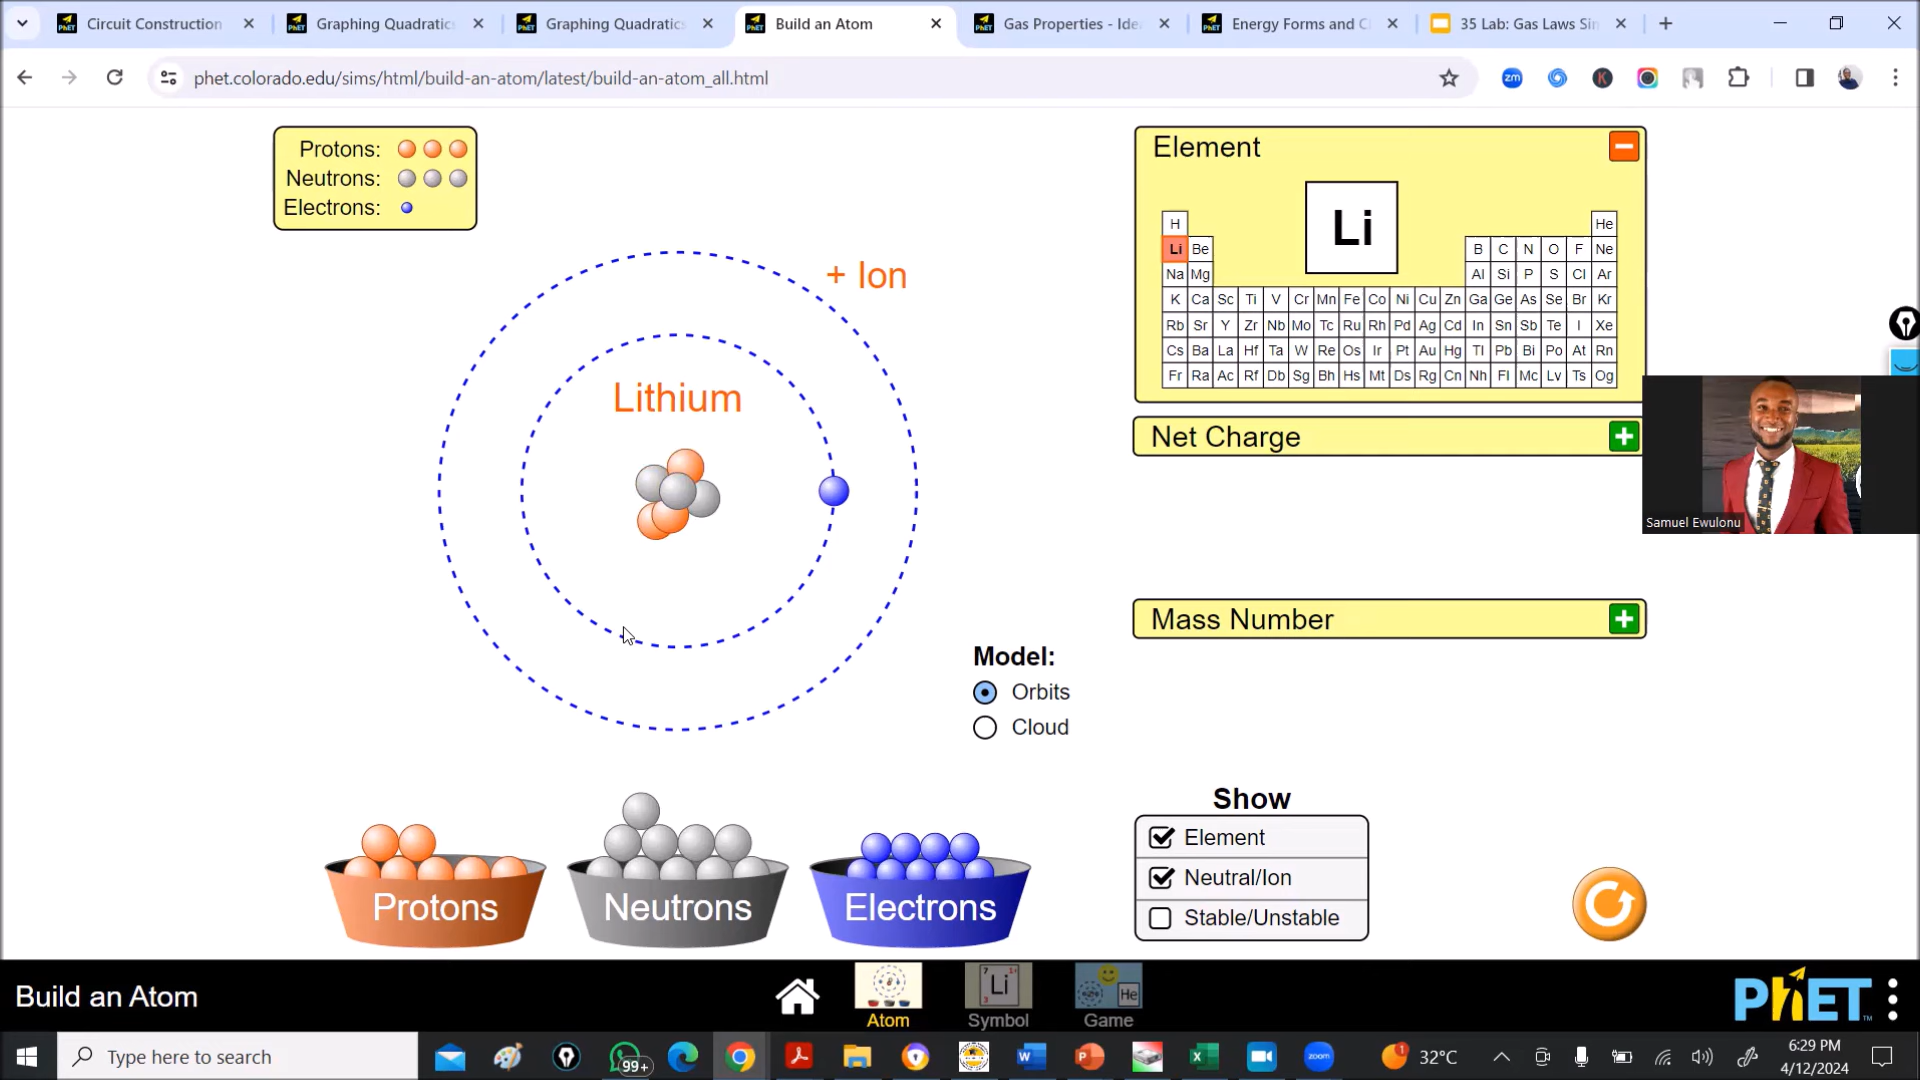 Circuit Construction
Graphing Quadratics
Graphing Quadratics
Build an Atom
Gas Properties - Ide
Energy Forms and C
35 Lab: Gas Laws Sim
phet.colorado.edu/sims/html/build-an-atom/latest/build-an-atom_all.html
Protons:
Neutrons:
Electrons:
+ Ion
Lithium
Element
Li
H He
Li Be B C N O F Ne
Na Mg Al Si P S Cl Ar
K Ca Sc Ti V Cr Mn Fe Co Ni Cu Zn Ga Ge As Se Br Kr
Rb Sr Y Zr Nb Mo Tc Ru Rh Pd Ag Cd In Sn Sb Te I Xe
Cs Ba La Hf Ta W Re Os Ir Pt Au Hg Tl Pb Bi Po At Rn
Fr Ra Ac Rf Db Sg Bh Hs Mt Ds Rg Cn Nh Fl Mc Lv Ts Og
Net Charge
Samuel Ewulonu
Mass Number
Model:
Orbits
Cloud
Show
Element
Neutral/Ion
Stable/Unstable
Protons
Neutrons
Electrons
Build an Atom
Atom
Symbol
Game
PhET
Type here to search
99+
zoom
32°C
6:29 PM
4/12/2024